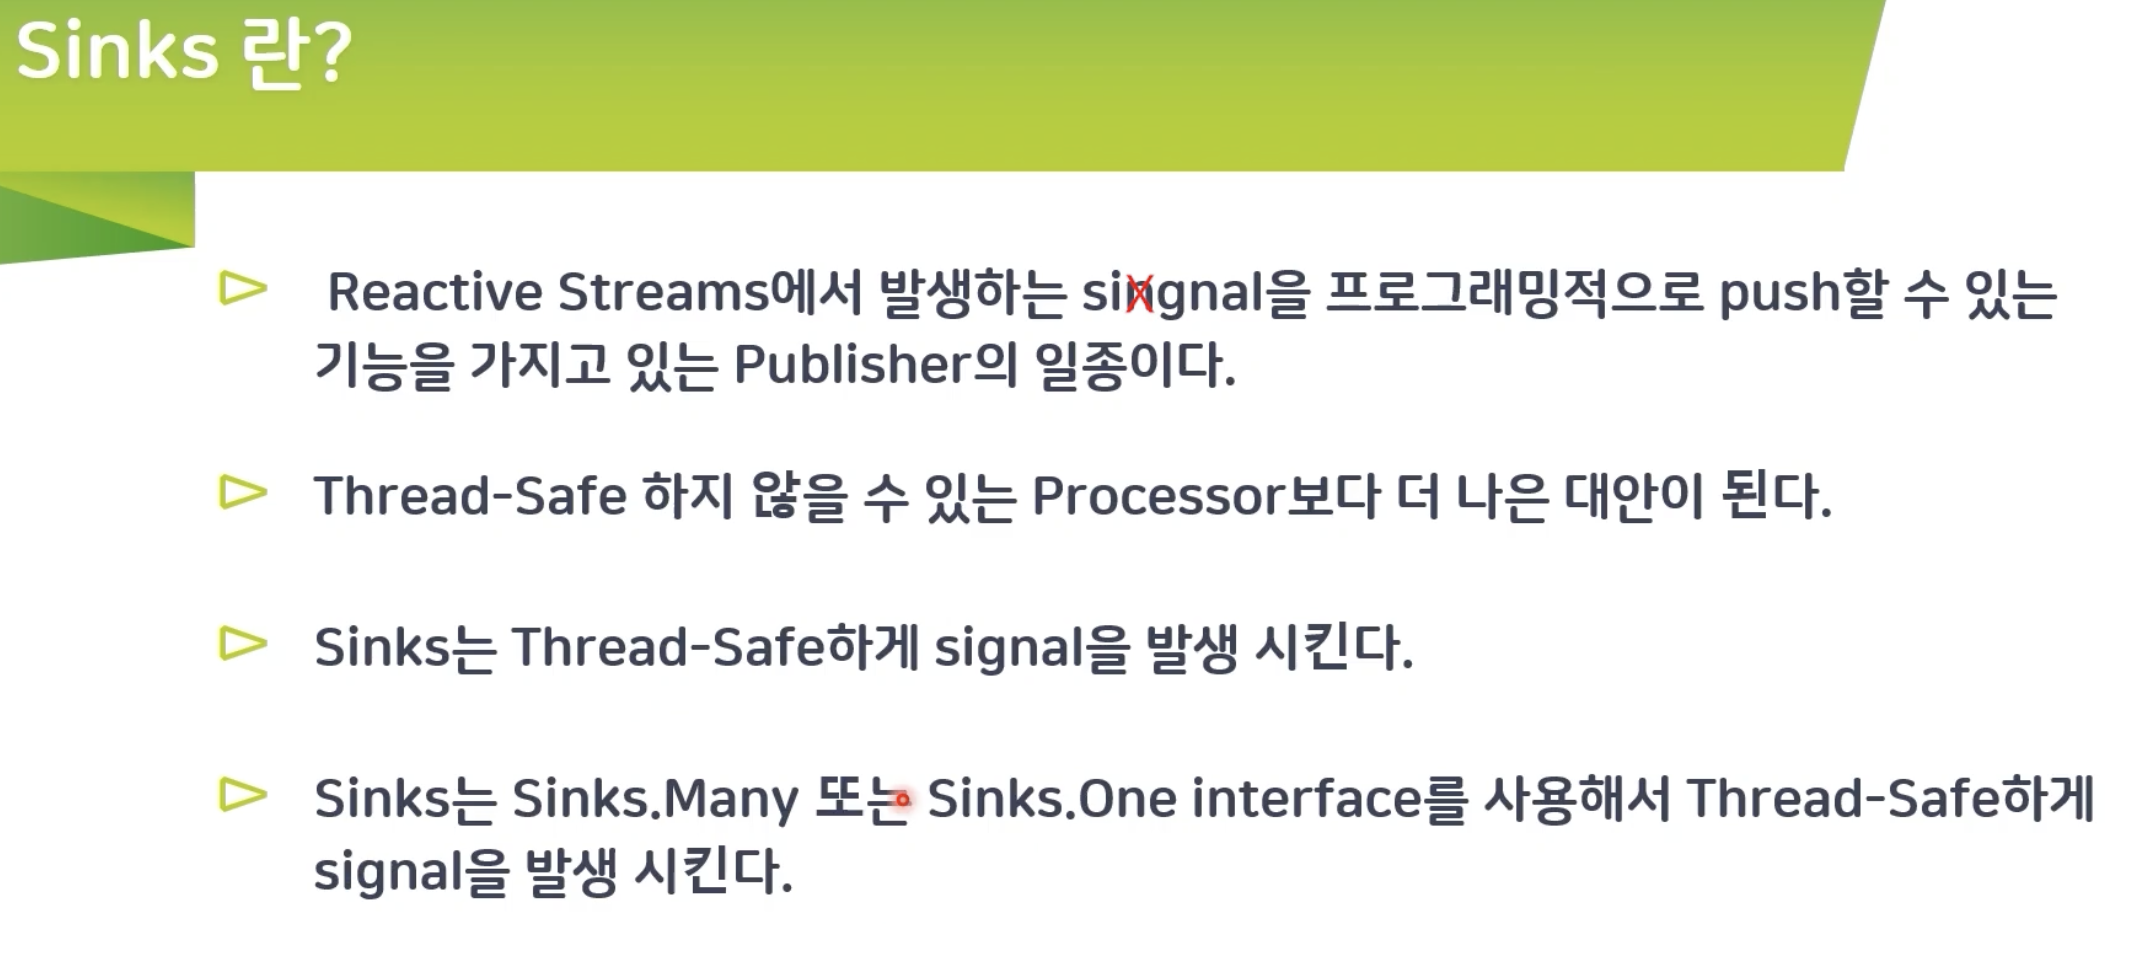 Sinks 란?
Reactive Streams에서 발생하는 singnal을 프로그래밍적으로 push할 수 있는
기능을 가지고 있는 Publisher의 일종이다.
Thread-Safe 하지 않을 수 있는 Processor보다 더 나은 대안이 된다.
Sinks는 Thread-Safe하게 signal을 발생 시킨다.
Sinks는 Sinks.Many 또는 Sinks.One interface를 사용해서 Thread-Safe하게
signal을 발생 시킨다.